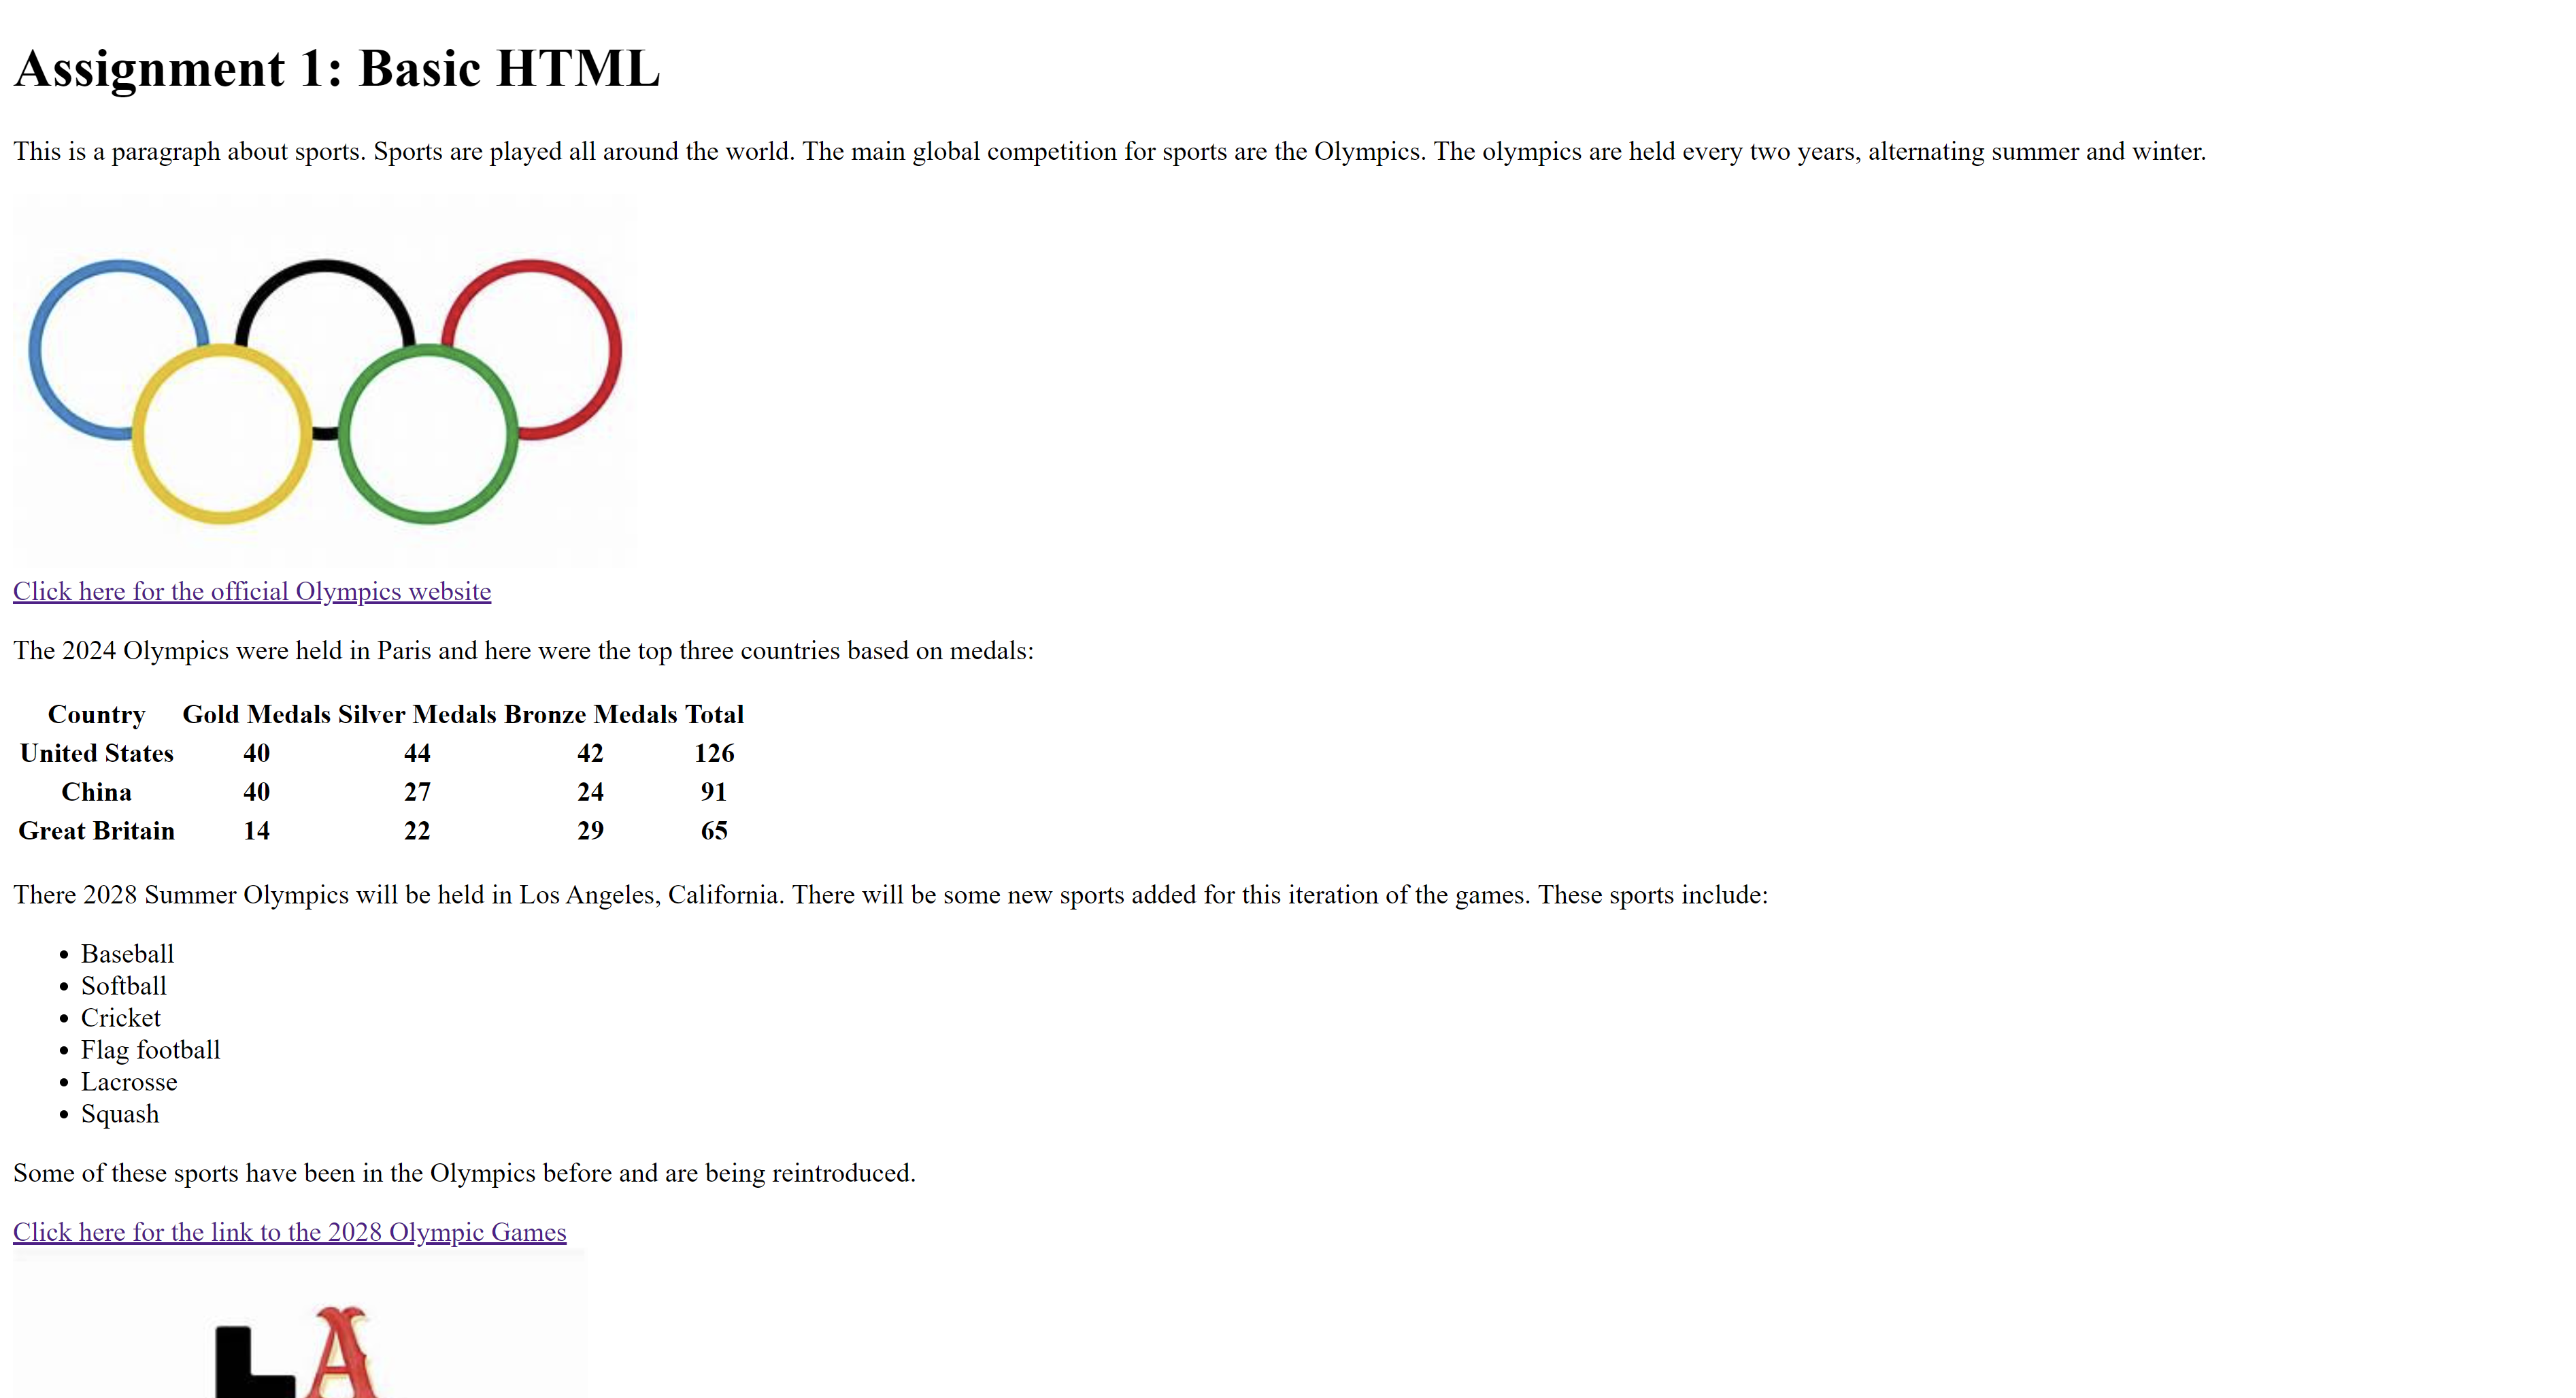 Assignment 1: Basic HTML
This is a paragraph about sports. Sports are played all around the world. The main global competition for sports are the Olympics. The olympics are held every two years, alternating summer and winter.
Click here for the official Olympics website
The 2024 Olympics were held in Paris and here were the top three countries based on medals:
Country Gold Medals Silver Medals Bronze Medals Total
United States 40 44 42 126
China 40 27 24 91
Great Britain 14 22 29 65
There 2028 Summer Olympics will be held in Los Angeles, California. There will be some new sports added for this iteration of the games. These sports include:
• Baseball
• Softball
• Cricket
• Flag football
• Lacrosse
• Squash
Some of these sports have been in the Olympics before and are being reintroduced.
Click here for the link to the 2028 Olympic Games
LA